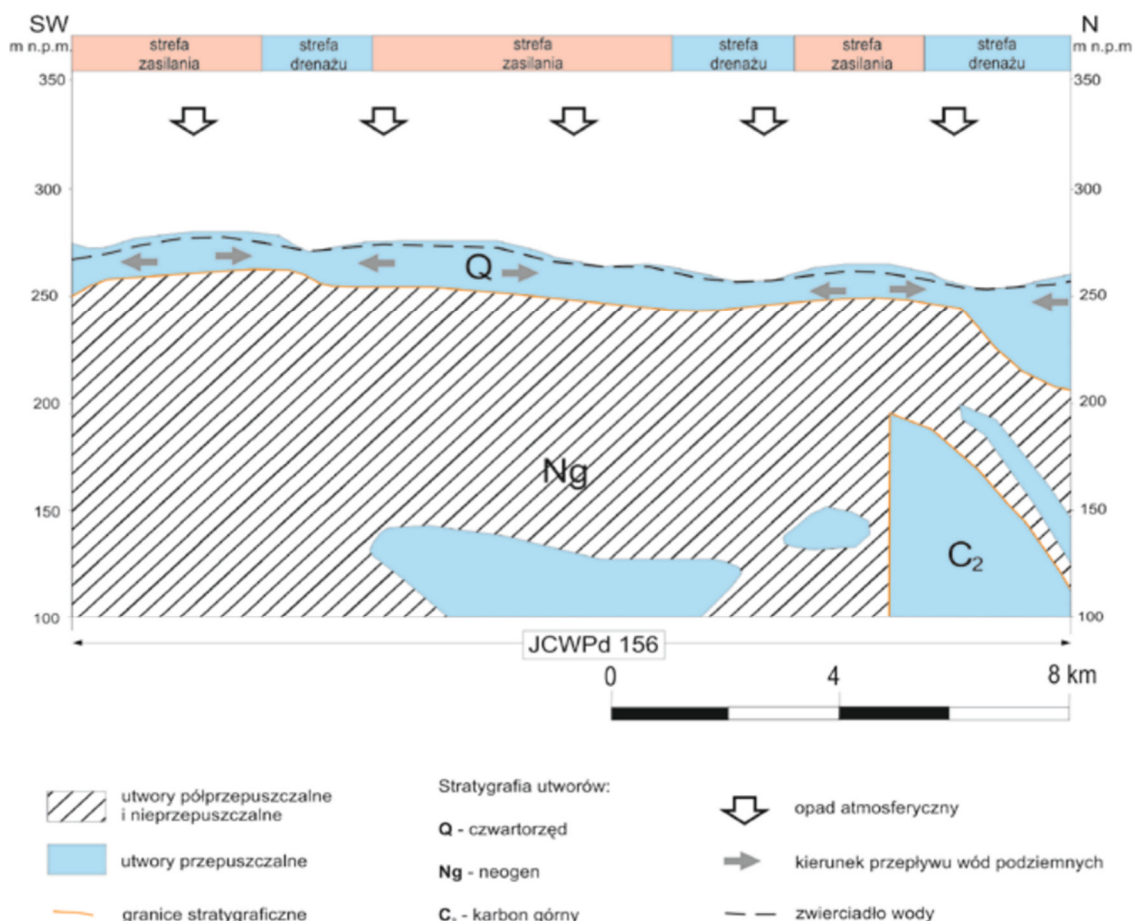 SW
N
m n.p.m.
strefa zasilania
strefa drenażu
strefa zasilania
strefa drenażu
strefa zasilania
strefa drenażu
m n.p.m.
350
350
300
300
Q
250
250
200
200
Ng
150
150
C₂
100
100
JCWPd 156
0 4 8 km
Stratygrafia utworów:
utwory półprzepuszczalne
i nieprzepuszczalne
opad atmosferyczny
Q - czwartorzęd
utwory przepuszczalne
kierunek przepływu wód podziemnych
Ng - neogen
granice stratygraficzne
C₂ - karbon górny
zwierciadło wody